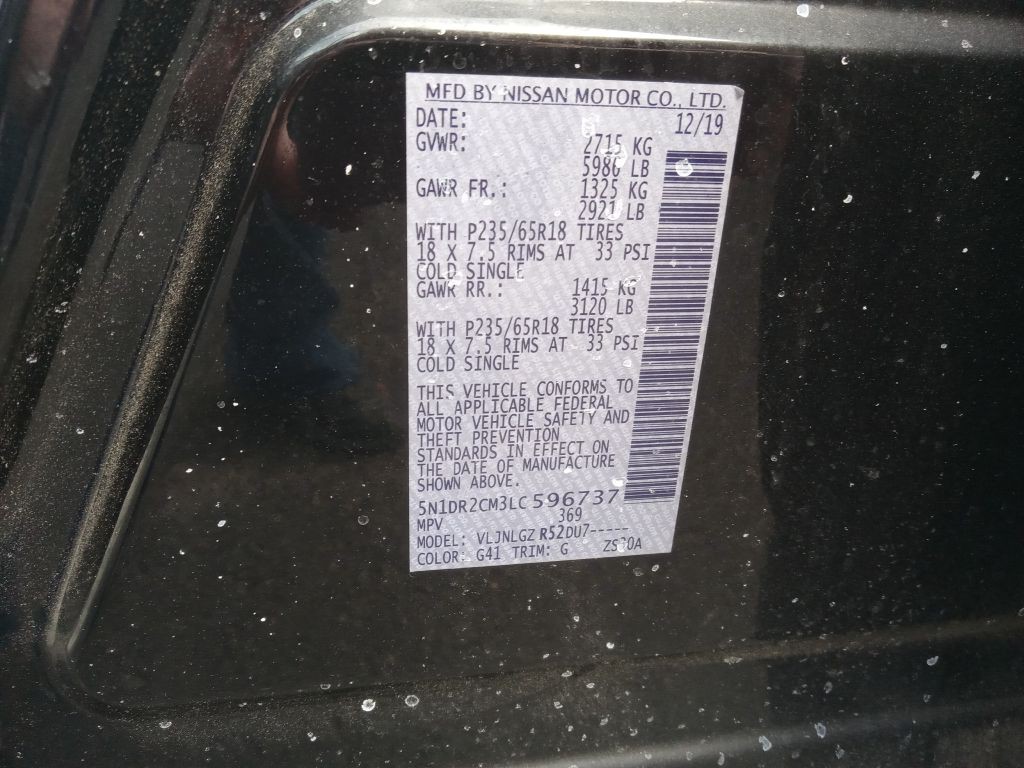 MFD BY NISSAN MOTOR CO., LTD.
DATE: 12/19
GVWR: 2715 KG
5986 LB
GAWR FR.: 1325 KG
2921 LB
WITH P235/65R18 TIRES
18 X 7.5 RIMS AT 33 PSI
COLD SINGLE
GAWR RR.: 1415 KG
3120 LB
WITH P235/65R18 TIRES
18 X 7.5 RIMS AT 33 PSI
COLD SINGLE
THIS VEHICLE CONFORMS TO
ALL APPLICABLE FEDERAL
MOTOR VEHICLE SAFETY AND
THEFT PREVENTION
STANDARDS IN EFFECT ON
THE DATE OF MANUFACTURE
SHOWN ABOVE.
5N1DR2CM3LC596737
MPV 369
MODEL: VLJNLGZ R52DU7-----
COLOR: G41 TRIM: G